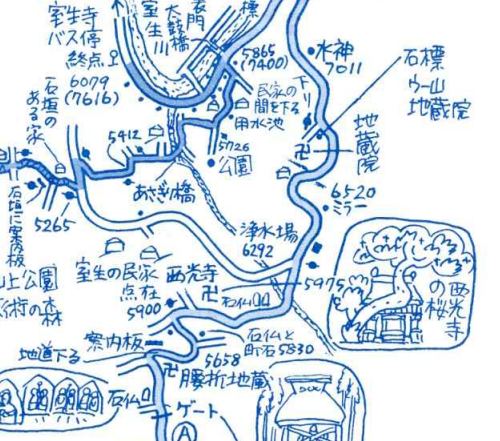 室生寺
バス停
終点
6079
(7616)
室生川
太鼓橋
表門
標
5865
(7400)
水神
7011
石標
ウー山
地蔵院
民家の
間を下る
用水池
下り
地蔵院
石垣の
ある家
5412
5726
公園
あさぎ橋
6520
ミラー
5265
石垣に案内板
浄水場
6292
上公園
術の森
室生の民家
点在
5900
西光寺
石仏
5975
西光寺
の桜
案内板
地道下る
石仏と
町石5830
5658
腰折地蔵
石仏
ゲート
A